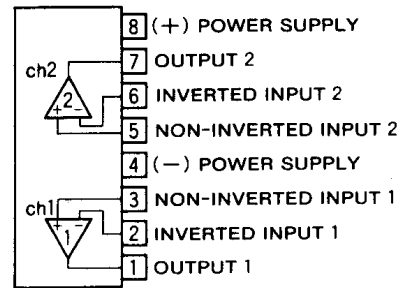 8 (+) POWER SUPPLY
7 OUTPUT 2
ch2
2
6 INVERTED INPUT 2
+ -
5 NON-INVERTED INPUT 2
4 (−) POWER SUPPLY
3 NON-INVERTED INPUT 1
ch1
+ -
1
2 INVERTED INPUT 1
1 OUTPUT 1